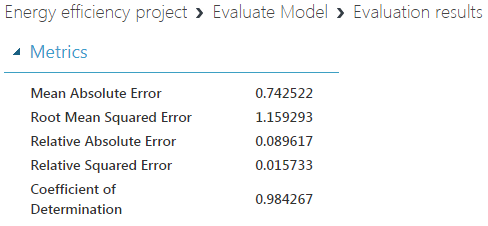 Energy efficiency project › Evaluate Model › Evaluation results
Metrics
Mean Absolute Error 0.742522
Root Mean Squared Error 1.159293
Relative Absolute Error 0.089617
Relative Squared Error 0.015733
Coefficient of
Determination 0.984267